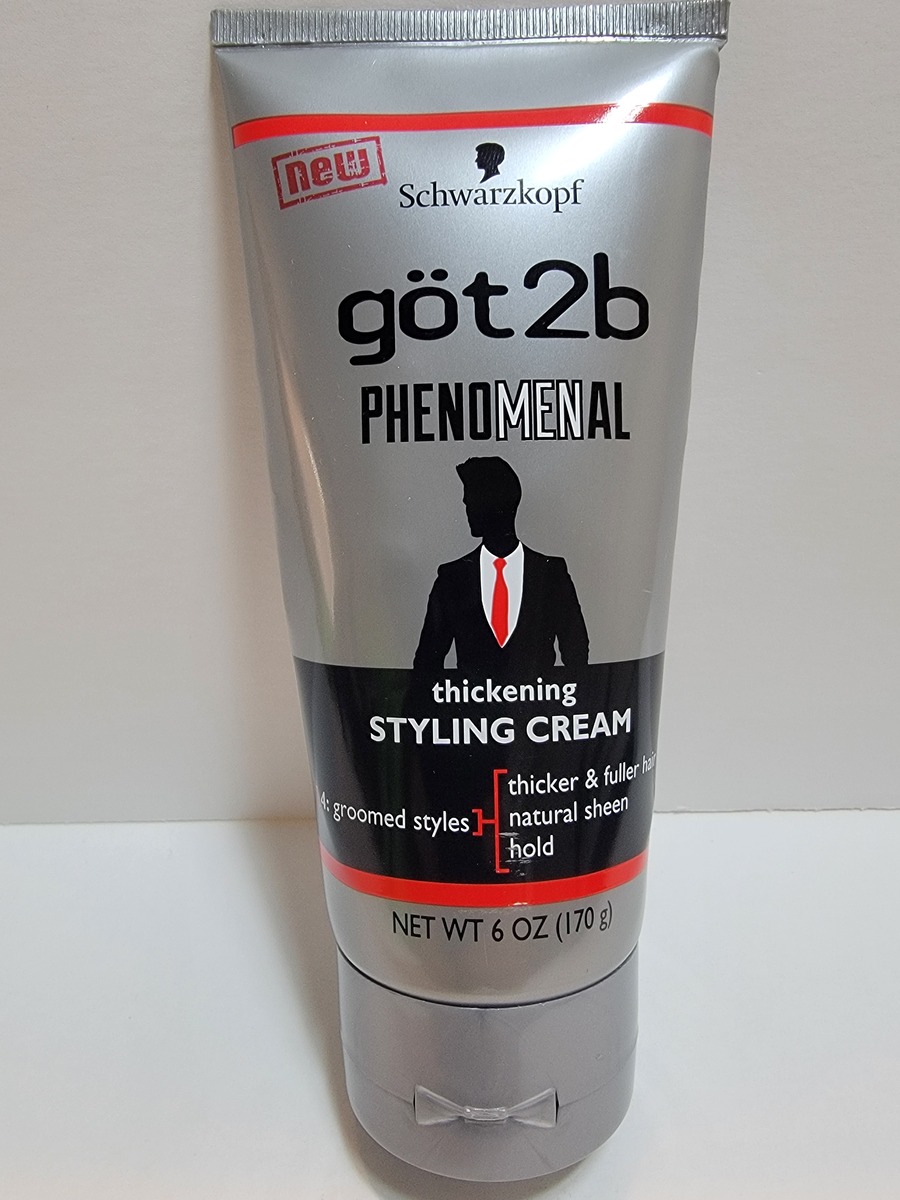 new
Schwarzkopf
göt2b
PHENOMENAL
thickening
STYLING CREAM
4: groomed styles
thicker & fuller hair
natural sheen
hold
NET WT 6 OZ (170 g)